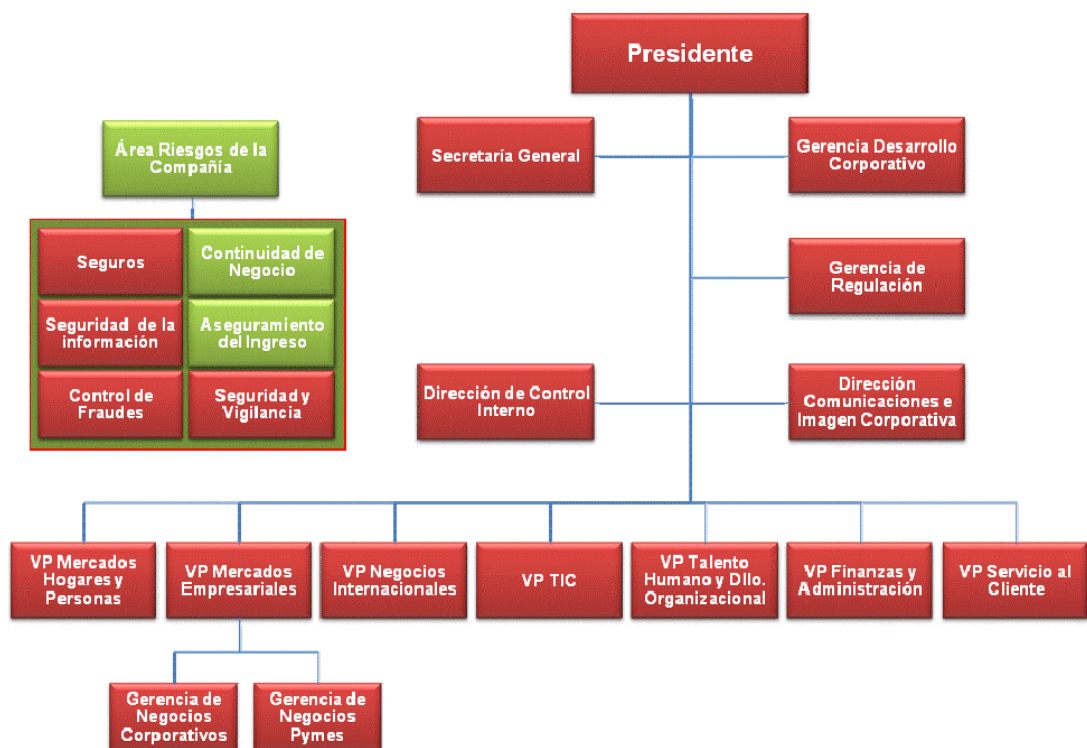 Presidente
Área Riesgos de la
Compañía
Secretaría General
Gerencia Desarrollo
Corporativo
Seguros
Continuidad de
Negocio
Gerencia de
Regulación
Seguridad de la
información
Aseguramiento
del Ingreso
Control de
Fraudes
Seguridad y
Vigilancia
Dirección de Control
Interno
Dirección
Comunicaciones e
Imagen Corporativa
VP Mercados
Hogares y
Personas
VP Mercados
Empresariales
VP Negocios
Internacionales
VP TIC
VP Talento
Humano y Dllo.
Organizacional
VP Finanzas y
Administración
VP Servicio al
Cliente
Gerencia de
Negocios
Corporativos
Gerencia de
Negocios
Pymes